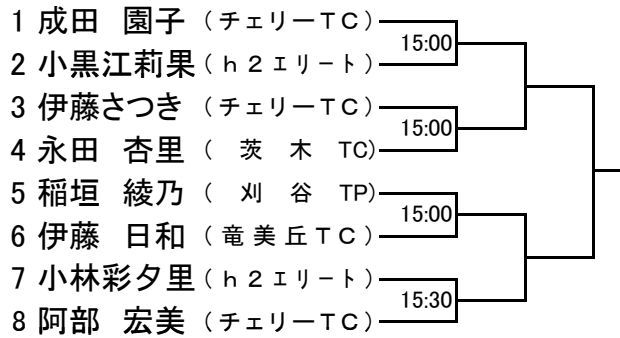 1 成田 園子 (チェリーTC)
15:00
2 小黒江莉果(h2エリート)
3 伊藤さつき (チェリーTC)
15:00
4 永田 杏里 ( 茨 木 TC)
5 稲垣 綾乃 ( 刈 谷 TP)
15:00
6 伊藤 日和 (竜美丘TC)
7 小林彩夕里(h2エリート)
15:30
8 阿部 宏美 (チェリーTC)